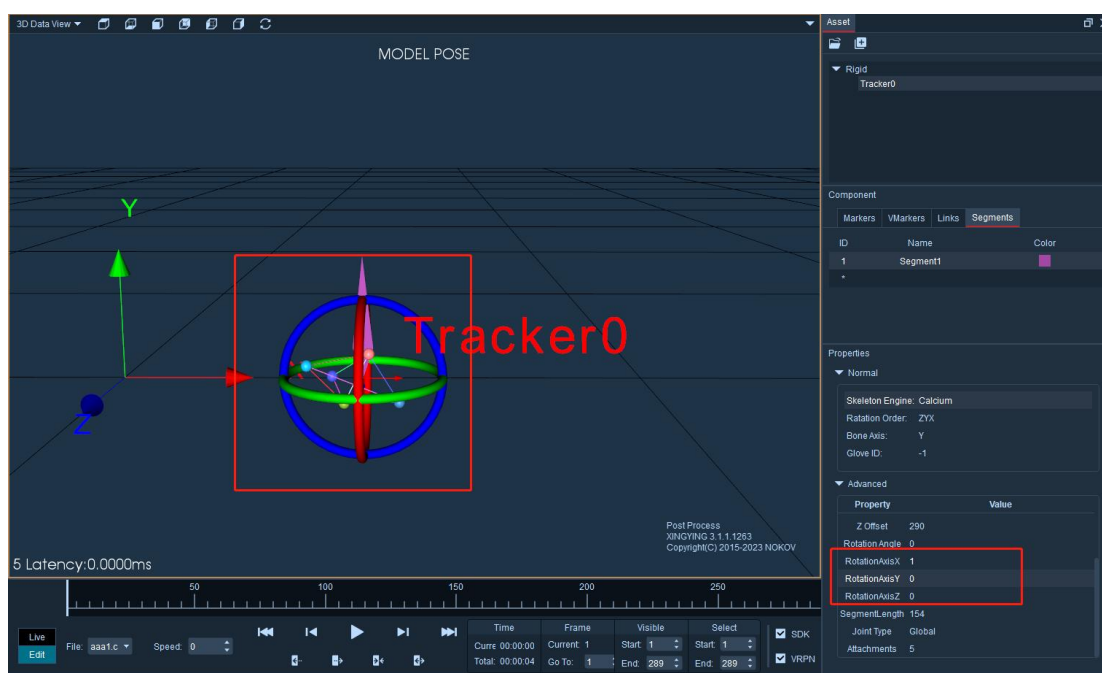 3D Data View
MODEL POSE
Y
Z
Tracker0
Post Process
XINGYING 3.1.1.1263
Copyright(C) 2015-2023 NOKOV
5 Latency:0.0000ms
50 100 150 200 250
Live
Edit
File: aaa1.c
Speed: 0
Time Frame Visible Select
Curre 00:00:00 Current: 1 Start: 1 Start: 1
Total: 00:00:04 Go To: 1 End: 289 End: 289
SDK
VRPN
Asset
Rigid
Tracker0
Component
Markers VMarkers Links Segments
ID Name Color
1 Segment1
*
Properties
Normal
Skeleton Engine: Calcium
Ratation Order: ZYX
Bone Axis: Y
Glove ID: -1
Advanced
Property Value
Z Offset 290
Rotation Angle 0
RotationAxisX 1
RotationAxisY 0
RotationAxisZ 0
SegmentLength 154
Joint Type Global
Attachments 5